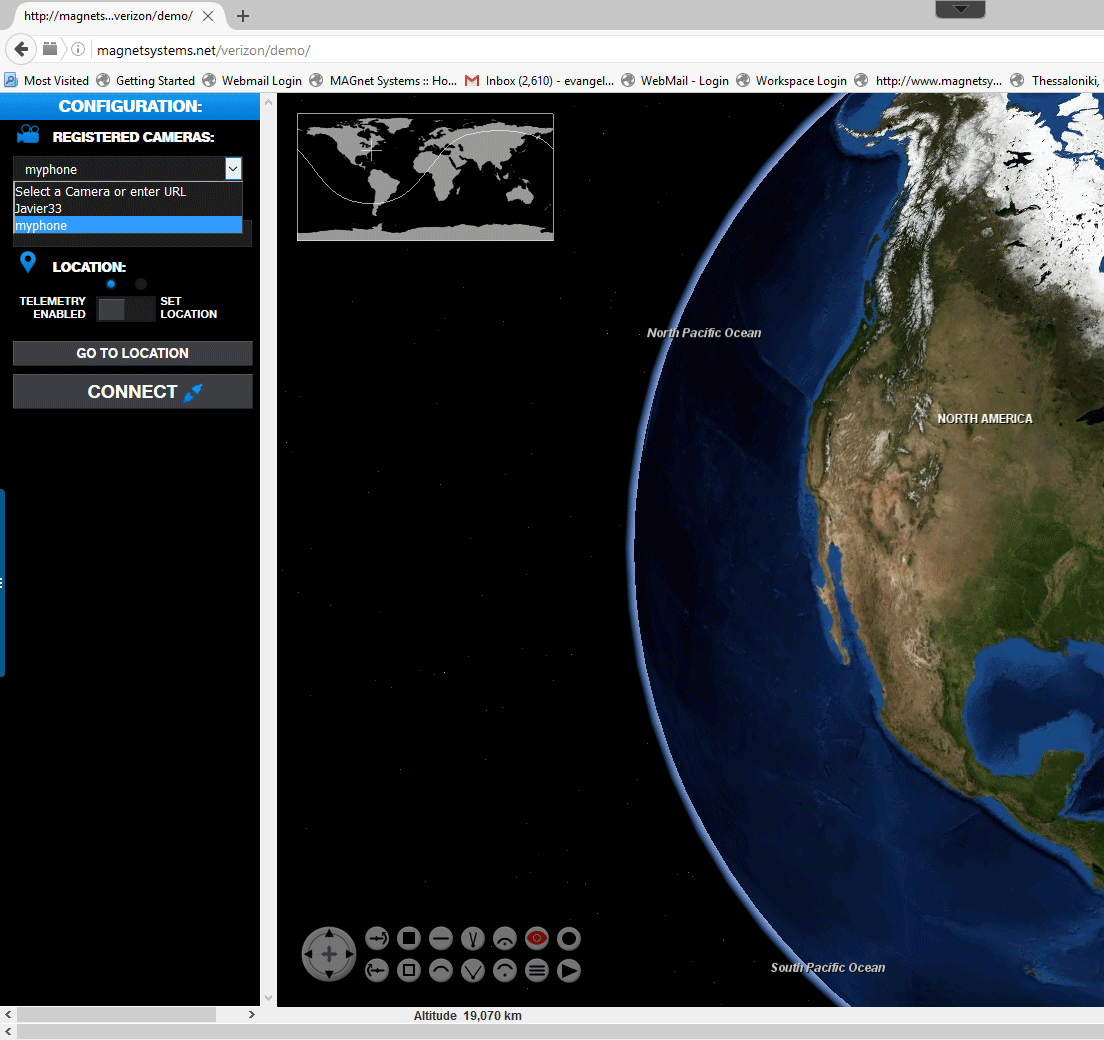 http://magnets...verizon/demo/
magnetsystems.net/verizon/demo/
Most Visited Getting Started Webmail Login MAGnet Systems :: Ho... Inbox (2,610) - evangel... WebMail - Login Workspace Login http://www.magnetsy... Thessaloniki,
CONFIGURATION:
REGISTERED CAMERAS:
myphone
Select a Camera or enter URL
Javier33
myphone
LOCATION:
TELEMETRY ENABLED
SET LOCATION
GO TO LOCATION
CONNECT
North Pacific Ocean
NORTH AMERICA
South Pacific Ocean
Altitude 19,070 km